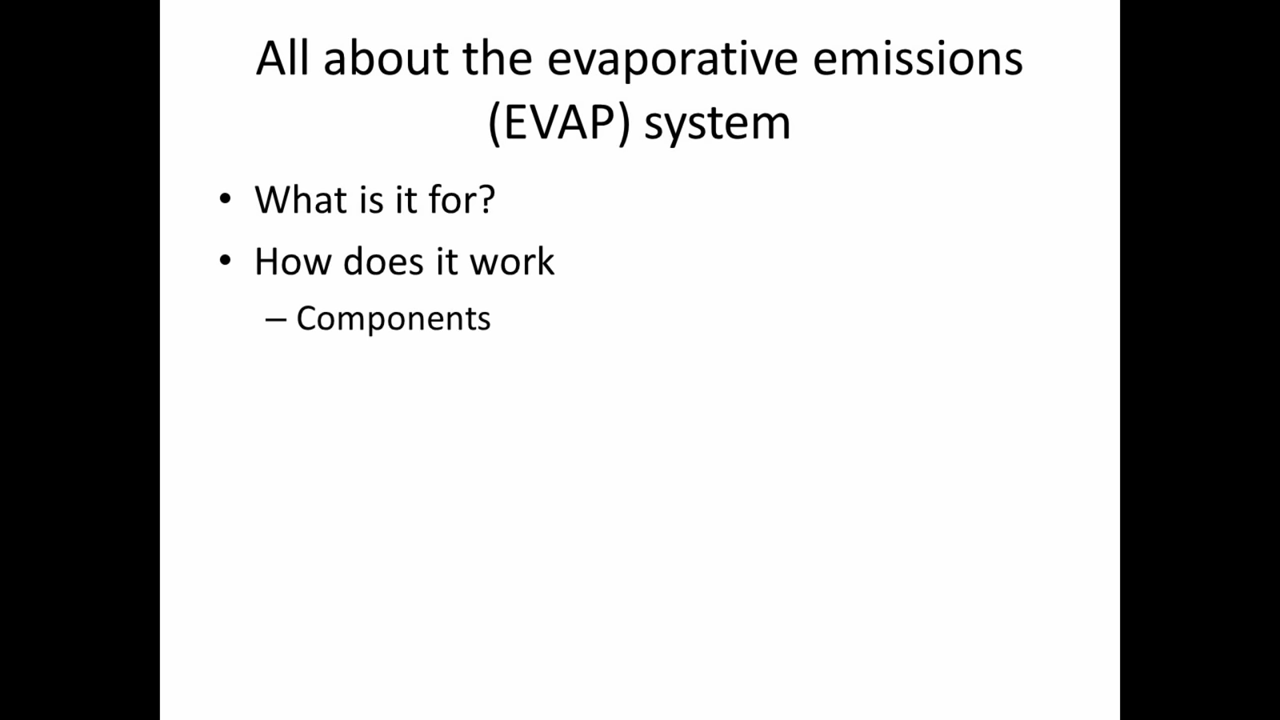 All about the evaporative emissions
(EVAP) system
• What is it for?
• How does it work
– Components